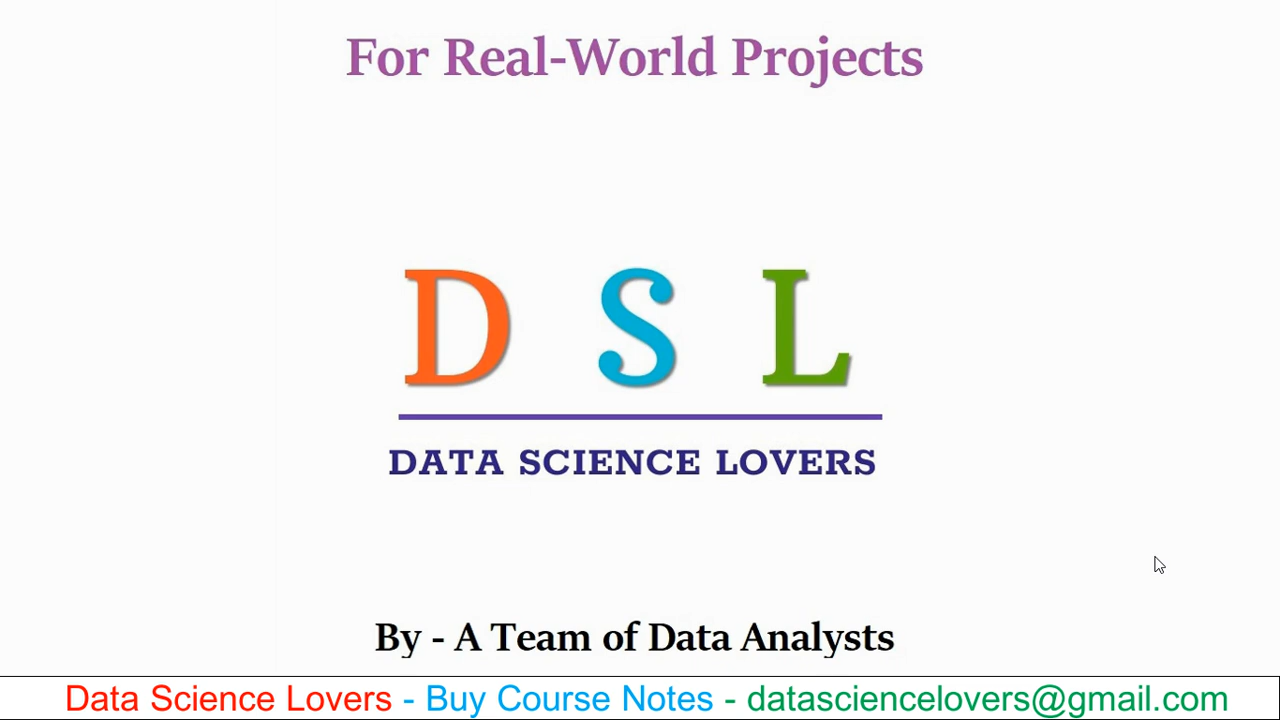 For Real-World Projects
D S L
DATA SCIENCE LOVERS
By - A Team of Data Analysts
Data Science Lovers - Buy Course Notes - datasciencelovers@gmail.com